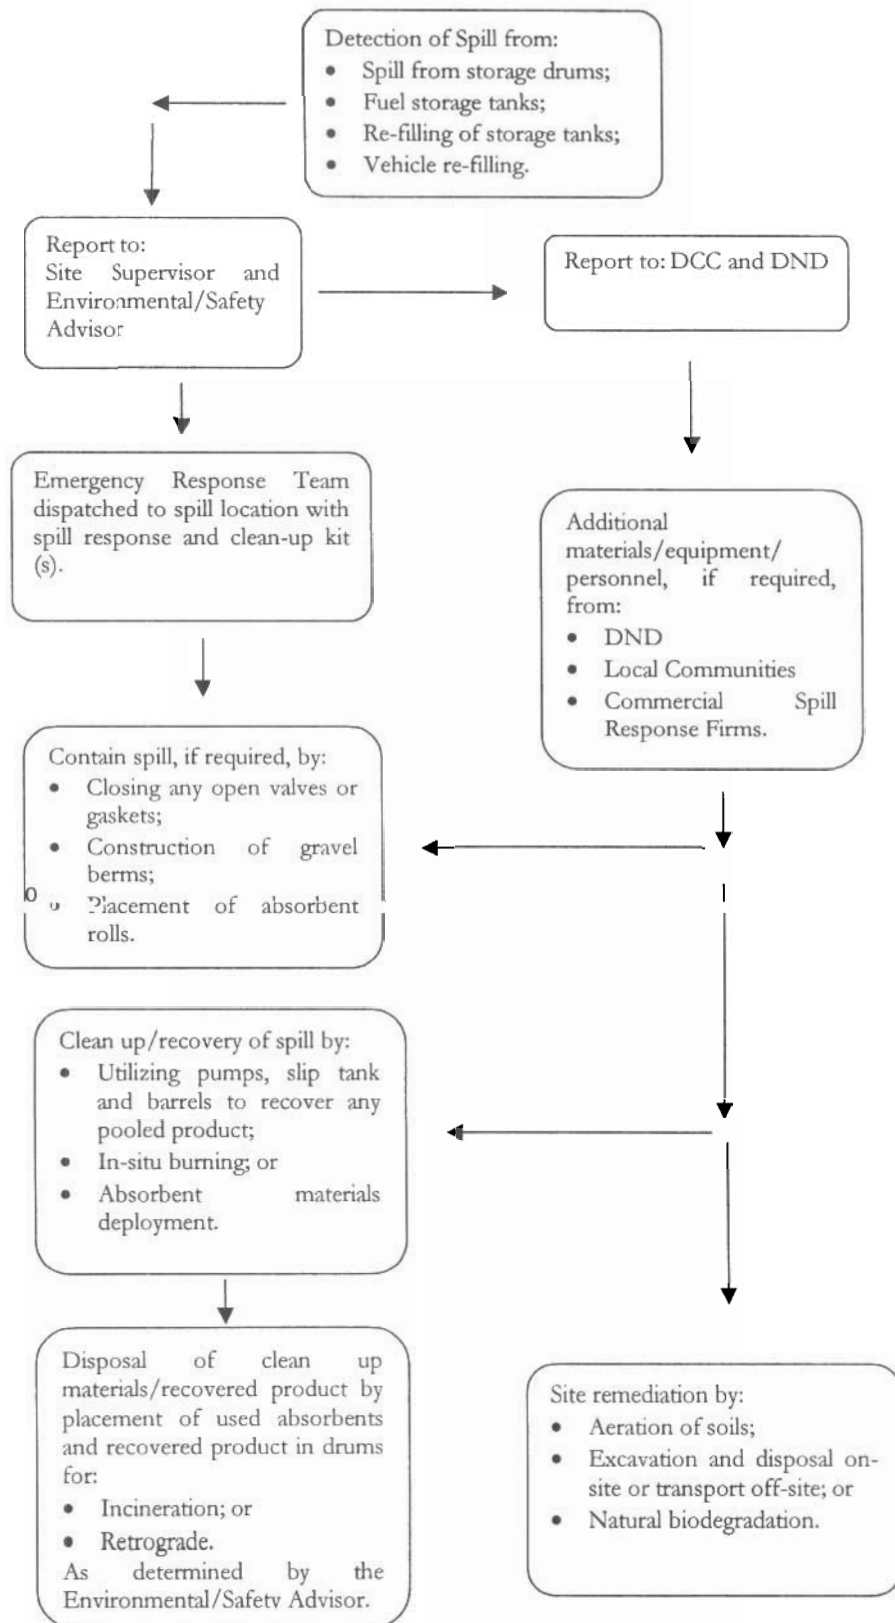 Detection of Spill from:
• Spill from storage drums;
• Fuel storage tanks;
• Re-filling of storage tanks;
• Vehicle re-filling.
Report to:
Site Supervisor and
Environmental/Safety
Advisor
Report to: DCC and DND
Emergency Response Team
dispatched to spill location with
spill response and clean-up kit
(s).
Additional
materials/equipment/
personnel, if required,
from:
• DND
• Local Communities
• Commercial Spill
Response Firms.
Contain spill, if required, by:
• Closing any open valves or
gaskets;
• Construction of gravel
berms;
• Placement of absorbent
rolls.
Clean up/recovery of spill by:
• Utilizing pumps, slip tank
and barrels to recover any
pooled product;
• In-situ burning; or
• Absorbent materials
deployment.
Disposal of clean up
materials/recovered product by
placement of used absorbents
and recovered product in drums
for:
• Incineration; or
• Retrograde.
As determined by the
Environmental/Safety Advisor.
Site remediation by:
• Aeration of soils;
• Excavation and disposal on-
site or transport off-site; or
• Natural biodegradation.